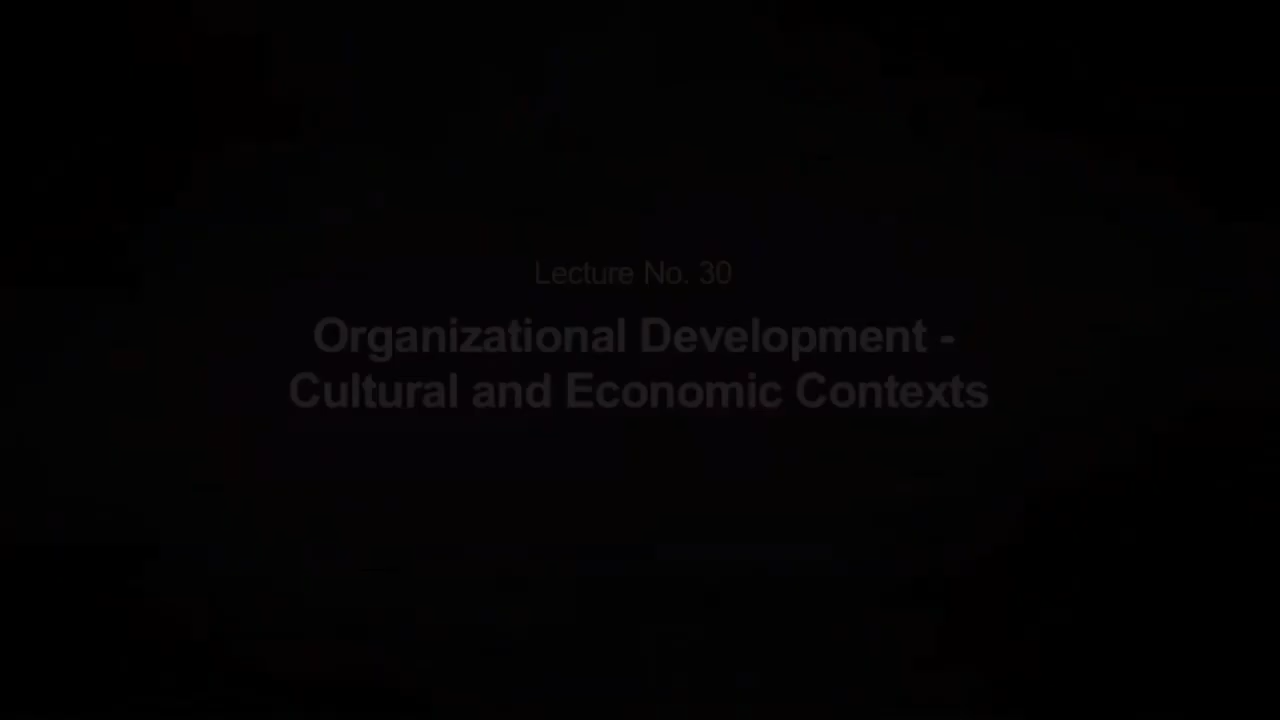 Lecture No. 30
Organizational Development -
Cultural and Economic Contexts